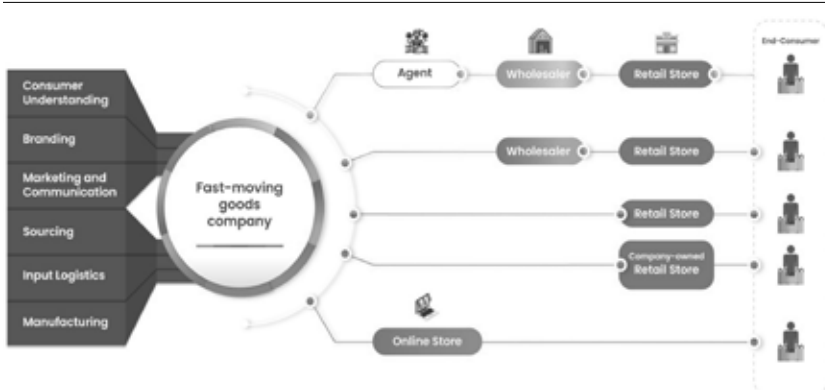 End-Consumer
Consumer
Understanding
Branding
Marketing and
Communication
Sourcing
Input Logistics
Manufacturing
Fast-moving
goods
company
Agent
Wholesaler
Retail Store
Wholesaler
Retail Store
Retail Store
Company-owned
Retail Store
Online Store